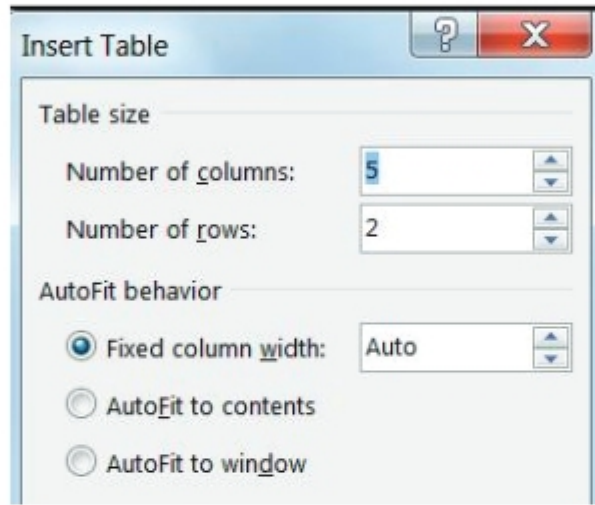 Insert Table
Table size
Number of columns: 5
Number of rows: 2
AutoFit behavior
Fixed column width: Auto
AutoFit to contents
AutoFit to window